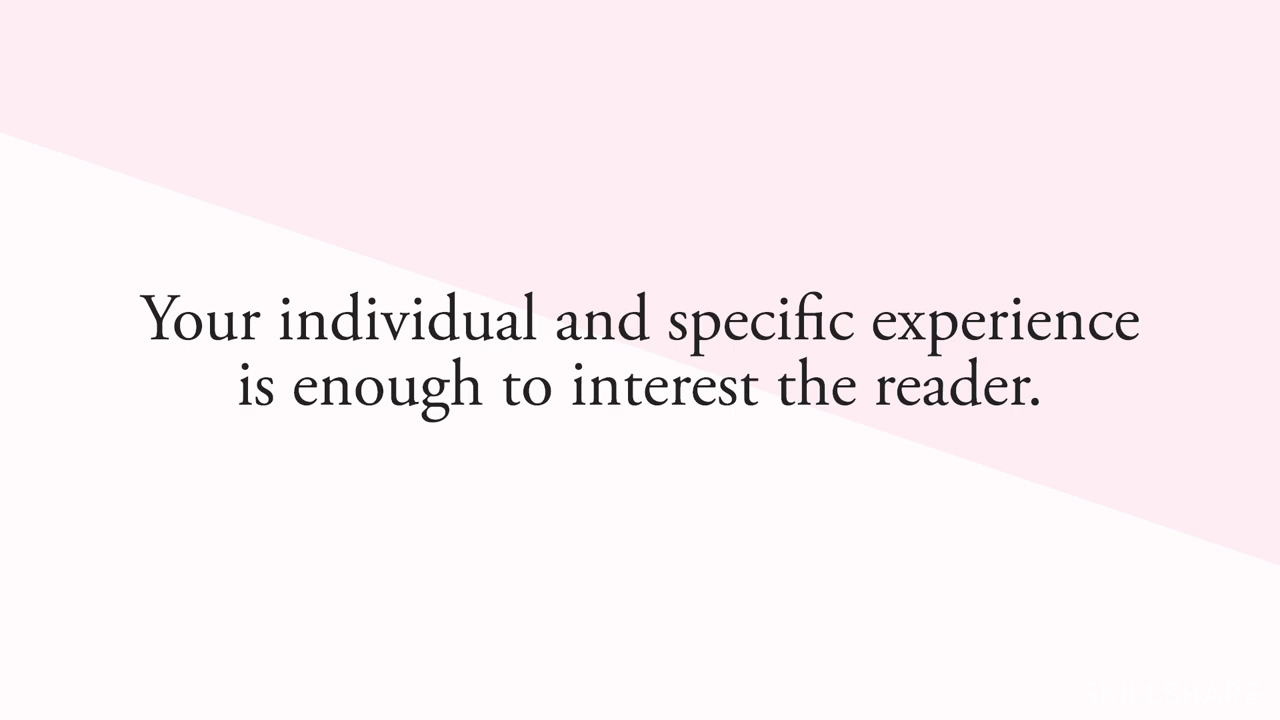 Your individual and specific experience
is enough to interest the reader.